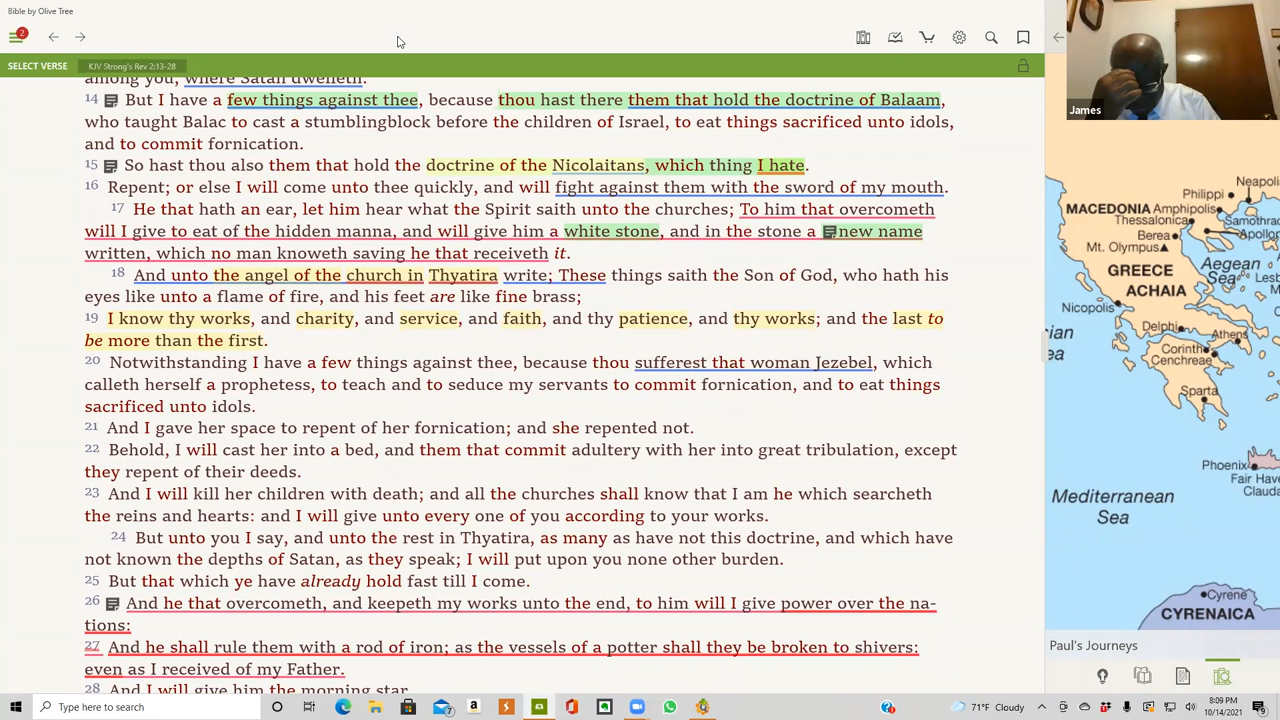 Bible by Olive Tree
2
SELECT VERSE
KJV Strong's Rev 2:13-28
among you, where Satan dwelleth.
14 But I have a few things against thee, because thou hast there them that hold the doctrine of Balaam,
who taught Balac to cast a stumblingblock before the children of Israel, to eat things sacrificed unto idols,
and to commit fornication.
15 So hast thou also them that hold the doctrine of the Nicolaitans, which thing I hate.
16 Repent; or else I will come unto thee quickly, and will fight against them with the sword of my mouth.
17 He that hath an ear, let him hear what the Spirit saith unto the churches; To him that overcometh
will I give to eat of the hidden manna, and will give him a white stone, and in the stone a new name
written, which no man knoweth saving he that receiveth it.
18 And unto the angel of the church in Thyatira write; These things saith the Son of God, who hath his
eyes like unto a flame of fire, and his feet are like fine brass;
19 I know thy works, and charity, and service, and faith, and thy patience, and thy works; and the last to
be more than the first.
20 Notwithstanding I have a few things against thee, because thou sufferest that woman Jezebel, which
calleth herself a prophetess, to teach and to seduce my servants to commit fornication, and to eat things
sacrificed unto idols.
21 And I gave her space to repent of her fornication; and she repented not.
22 Behold, I will cast her into a bed, and them that commit adultery with her into great tribulation, except
they repent of their deeds.
23 And I will kill her children with death; and all the churches shall know that I am he which searcheth
the reins and hearts: and I will give unto every one of you according to your works.
24 But unto you I say, and unto the rest in Thyatira, as many as have not this doctrine, and which have
not known the depths of Satan, as they speak; I will put upon you none other burden.
25 But that which ye have already hold fast till I come.
26 And he that overcometh, and keepeth my works unto the end, to him will I give power over the na-
tions:
27 And he shall rule them with a rod of iron; as the vessels of a potter shall they be broken to shivers:
even as I received of my Father.
28 And I will give him the morning star.
James
Neapoli
Philippi
MACEDONIA
Amphipolis
Thessalonica
Samothra
Berea
Apollon
Mt. Olympus
GREECE
Aegean
Sea
ACHAIA
Nicopolis
Delphi
Athens
Corinth
Cenchreae
Sparta
Phoenix
Fair Have
Clauda
Mediterranean
Sea
Cyrene
CYRENAICA
Paul's Journeys
Type here to search
7
71°F Cloudy
8:09 PM
10/14/2021